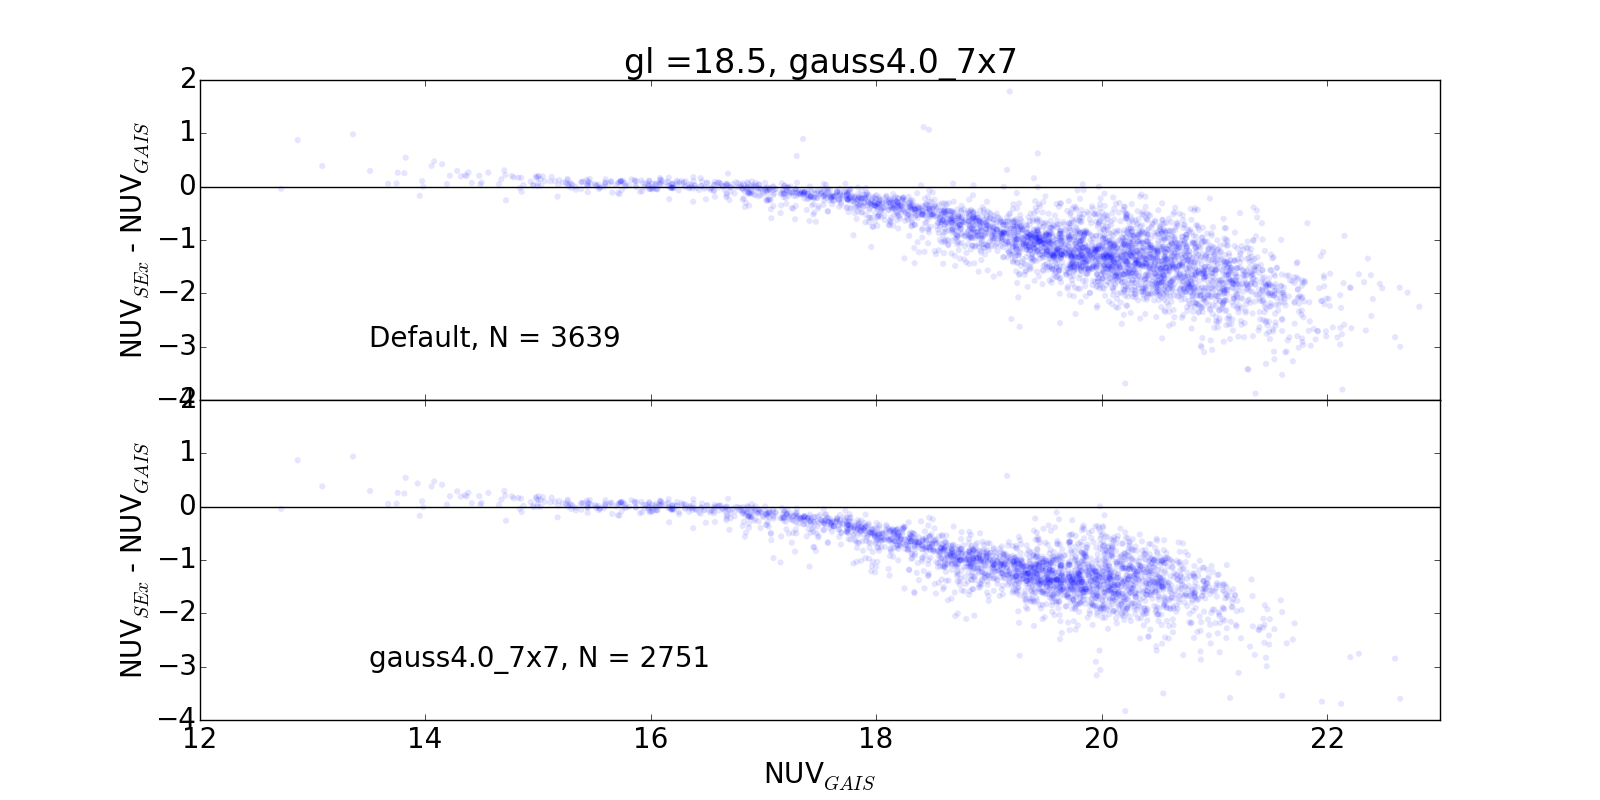 gl =18.5, gauss4.0_7x7
2
1
0
−1
−2
−3
−4
NUV_SEx - NUV_GAIS
Default, N = 3639
2
1
0
−1
−2
−3
−4
NUV_SEx - NUV_GAIS
gauss4.0_7x7, N = 2751
12 14 16 18 20 22
NUV_GAIS